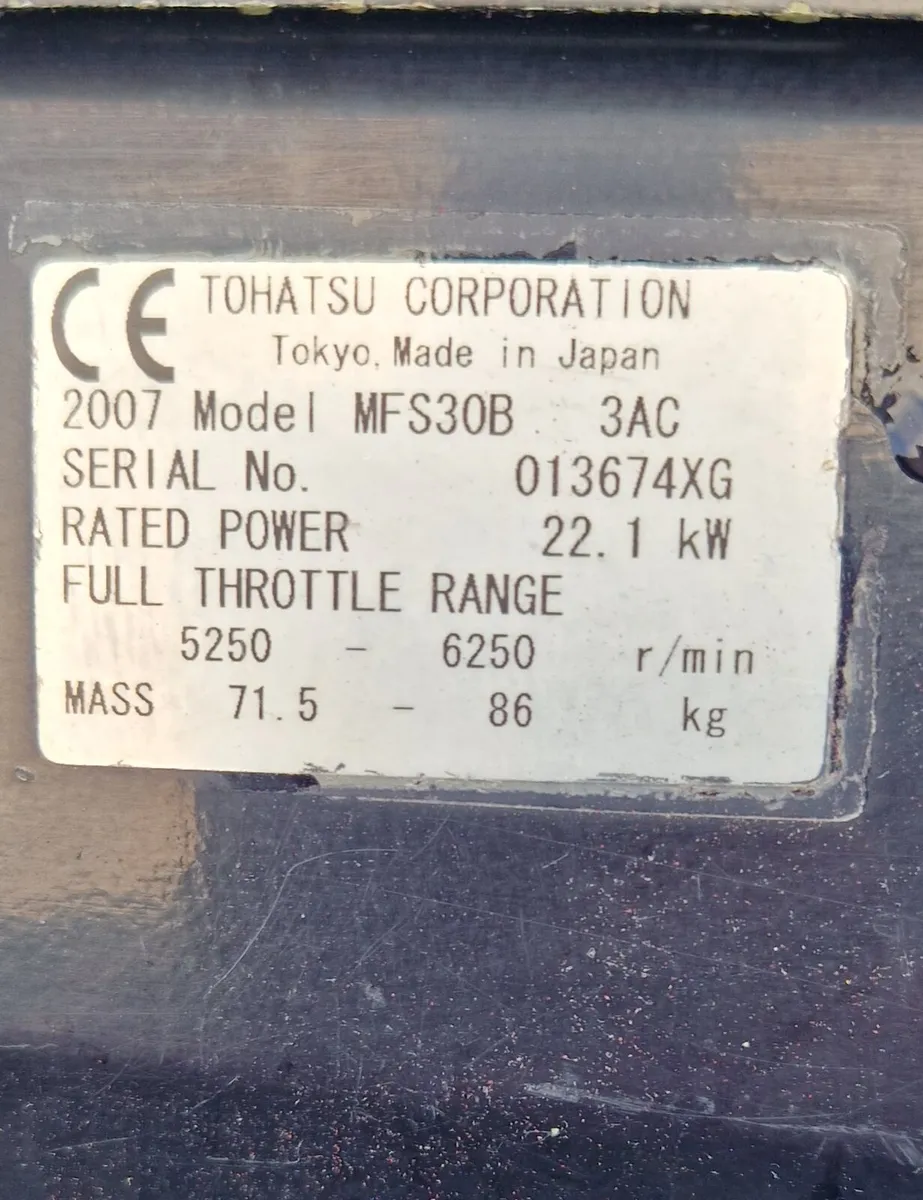 CE TOHATSU CORPORATION
Tokyo. Made in Japan
2007 Model MFS30B 3AC
SERIAL No. 013674XG
RATED POWER 22.1 kW
FULL THROTTLE RANGE
5250 - 6250 r/min
MASS 71.5 - 86 kg